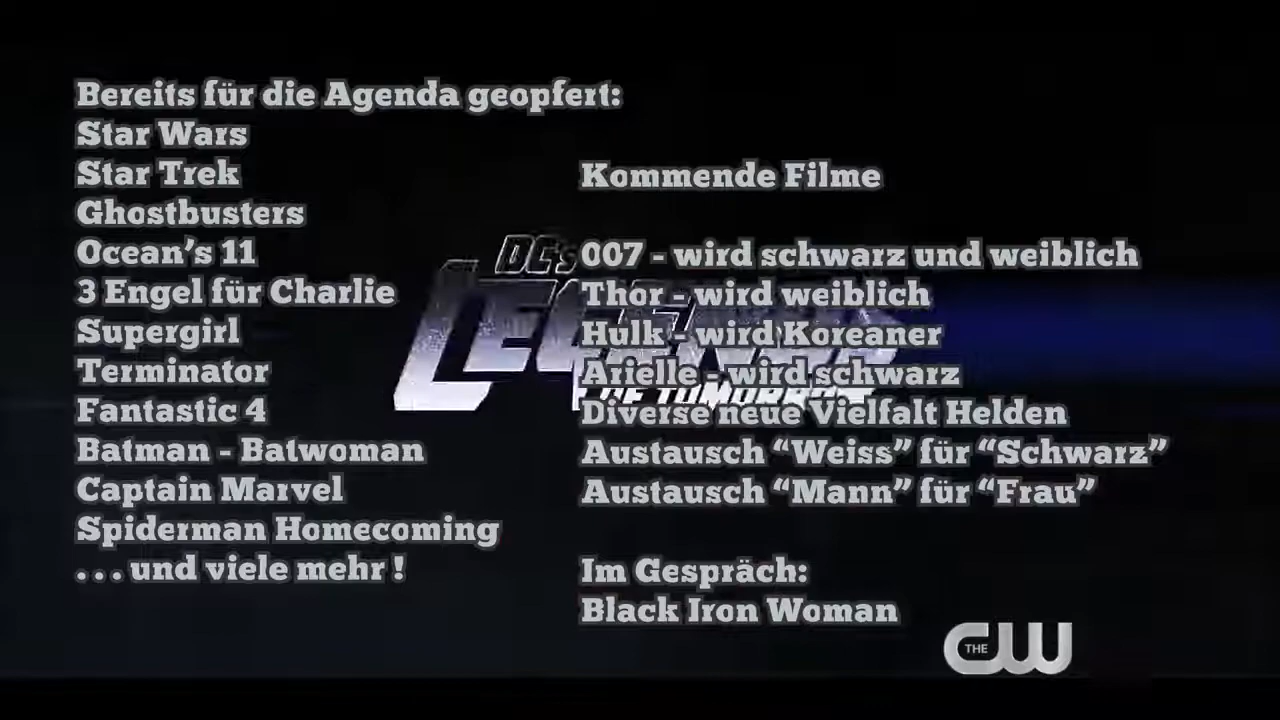 Bereits für die Agenda geopfert:
Star Wars
Star Trek
Ghostbusters
Ocean’s 11
3 Engel für Charlie
Supergirl
Terminator
Fantastic 4
Batman - Batwoman
Captain Marvel
Spiderman Homecoming
. . . und viele mehr !
Kommende Filme
007 - wird schwarz und weiblich
Thor - wird weiblich
Hulk - wird Koreaner
Arielle - wird schwarz
Diverse neue Vielfalt Helden
Austausch “Weiss” für “Schwarz”
Austausch “Mann” für “Frau”
Im Gespräch:
Black Iron Woman
DC's
LEGENDS
OF TOMORROW
THE CW